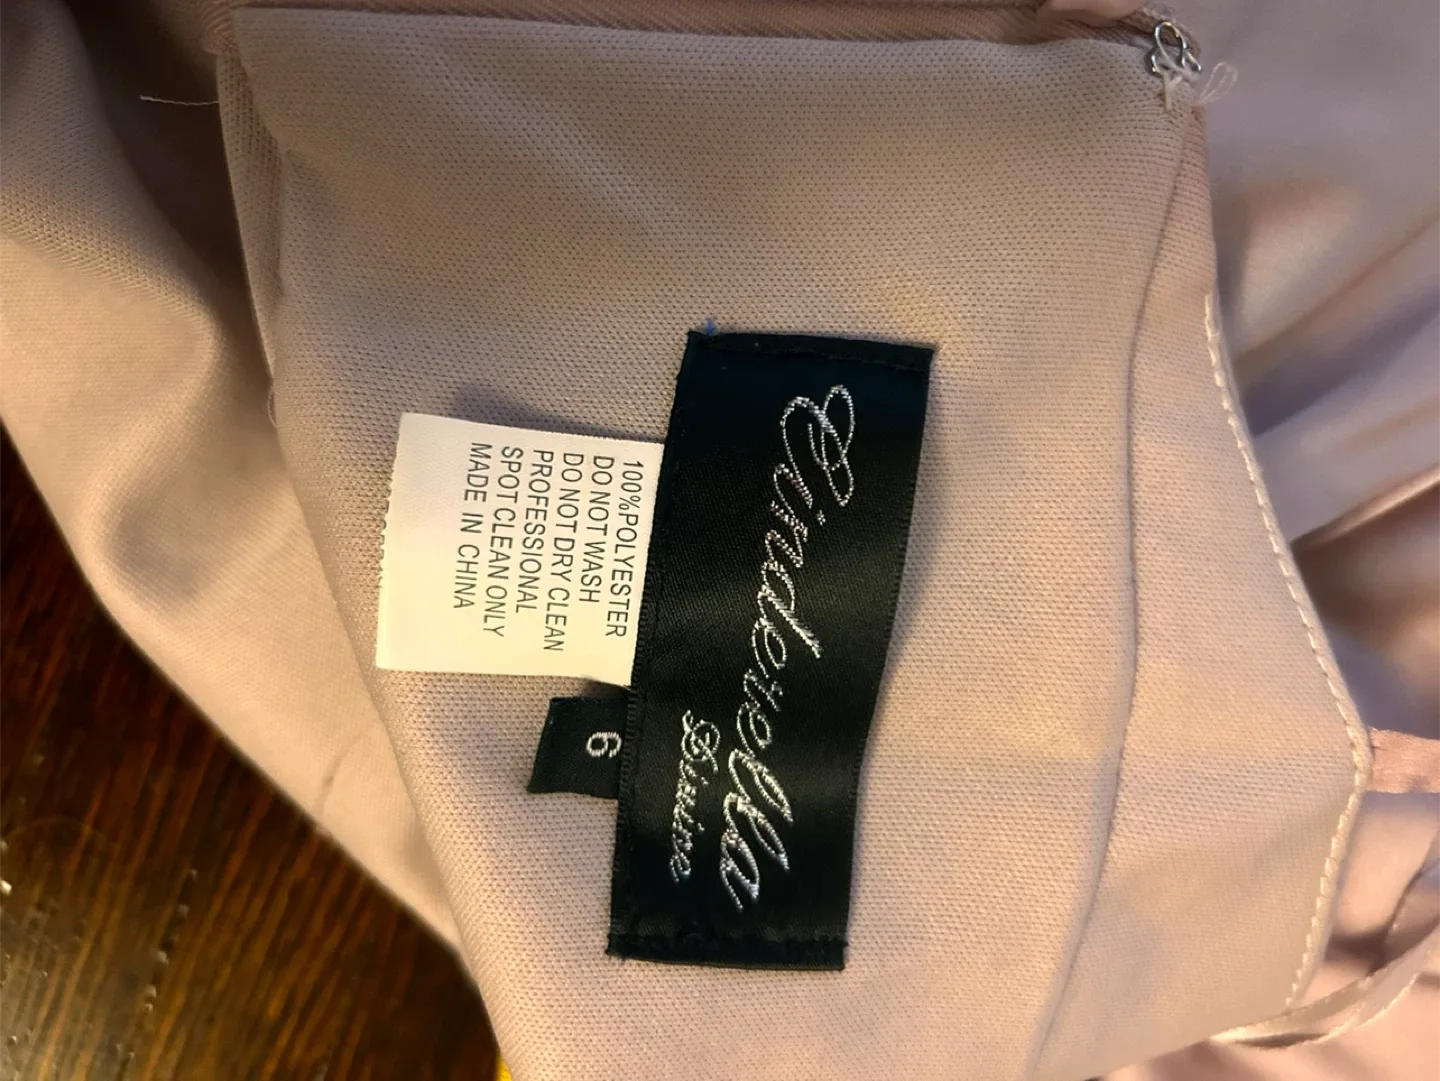 Cinderella
Divine
6
100%POLYESTER
DO NOT WASH
DO NOT DRY CLEAN
PROFESSIONAL
SPOT CLEAN ONLY
MADE IN CHINA